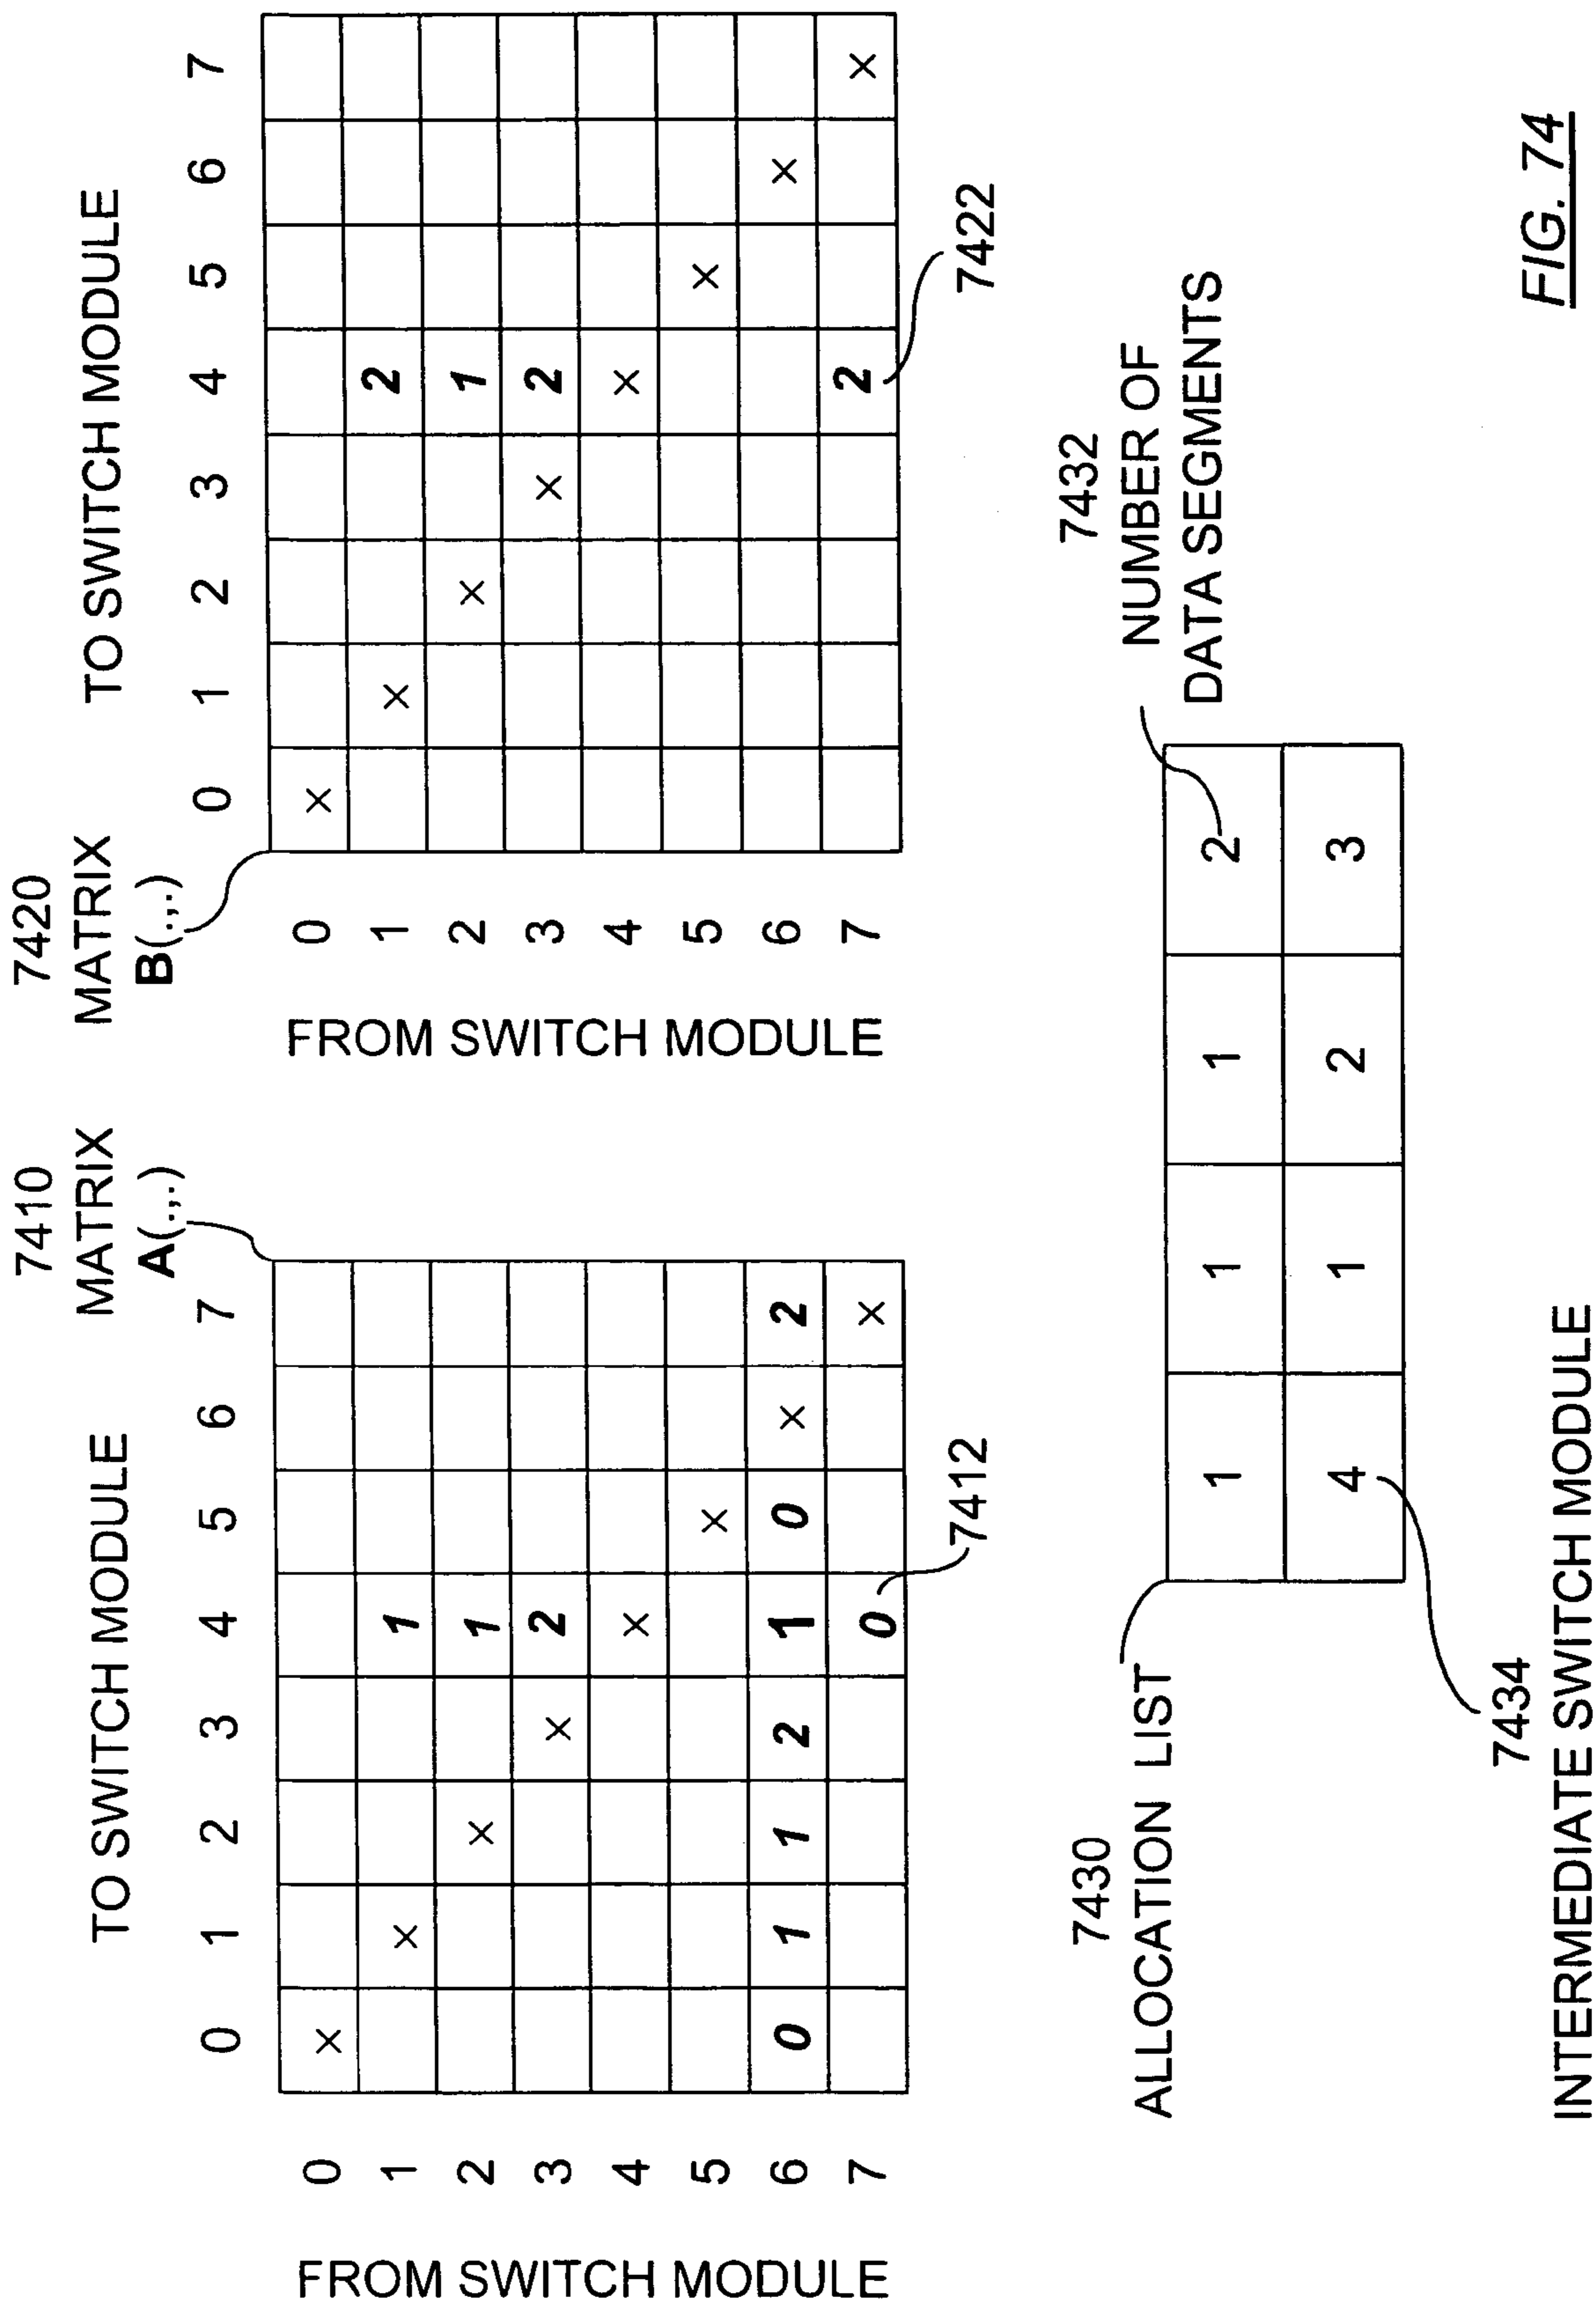 7410
MATRIX
A(.,.)
TO SWITCH MODULE
0 1 2 3 4 5 6 7
FROM SWITCH MODULE
0 ×
1 × 1
2 × 1
3 × 2
4 ×
5 ×
6 0 1 1 2 1 0 × 2
7 0 ×
7412
7420
MATRIX
B(.,.)
TO SWITCH MODULE
0 1 2 3 4 5 6 7
FROM SWITCH MODULE
0 ×
1 × 2
2 × 1
3 × 2
4 ×
5 ×
6 ×
7 2 ×
7422
7430
ALLOCATION LIST
1 1 1 2
4 1 2 3
7432
NUMBER OF
DATA SEGMENTS
7434
INTERMEDIATE SWITCH MODULE
FIG. 74